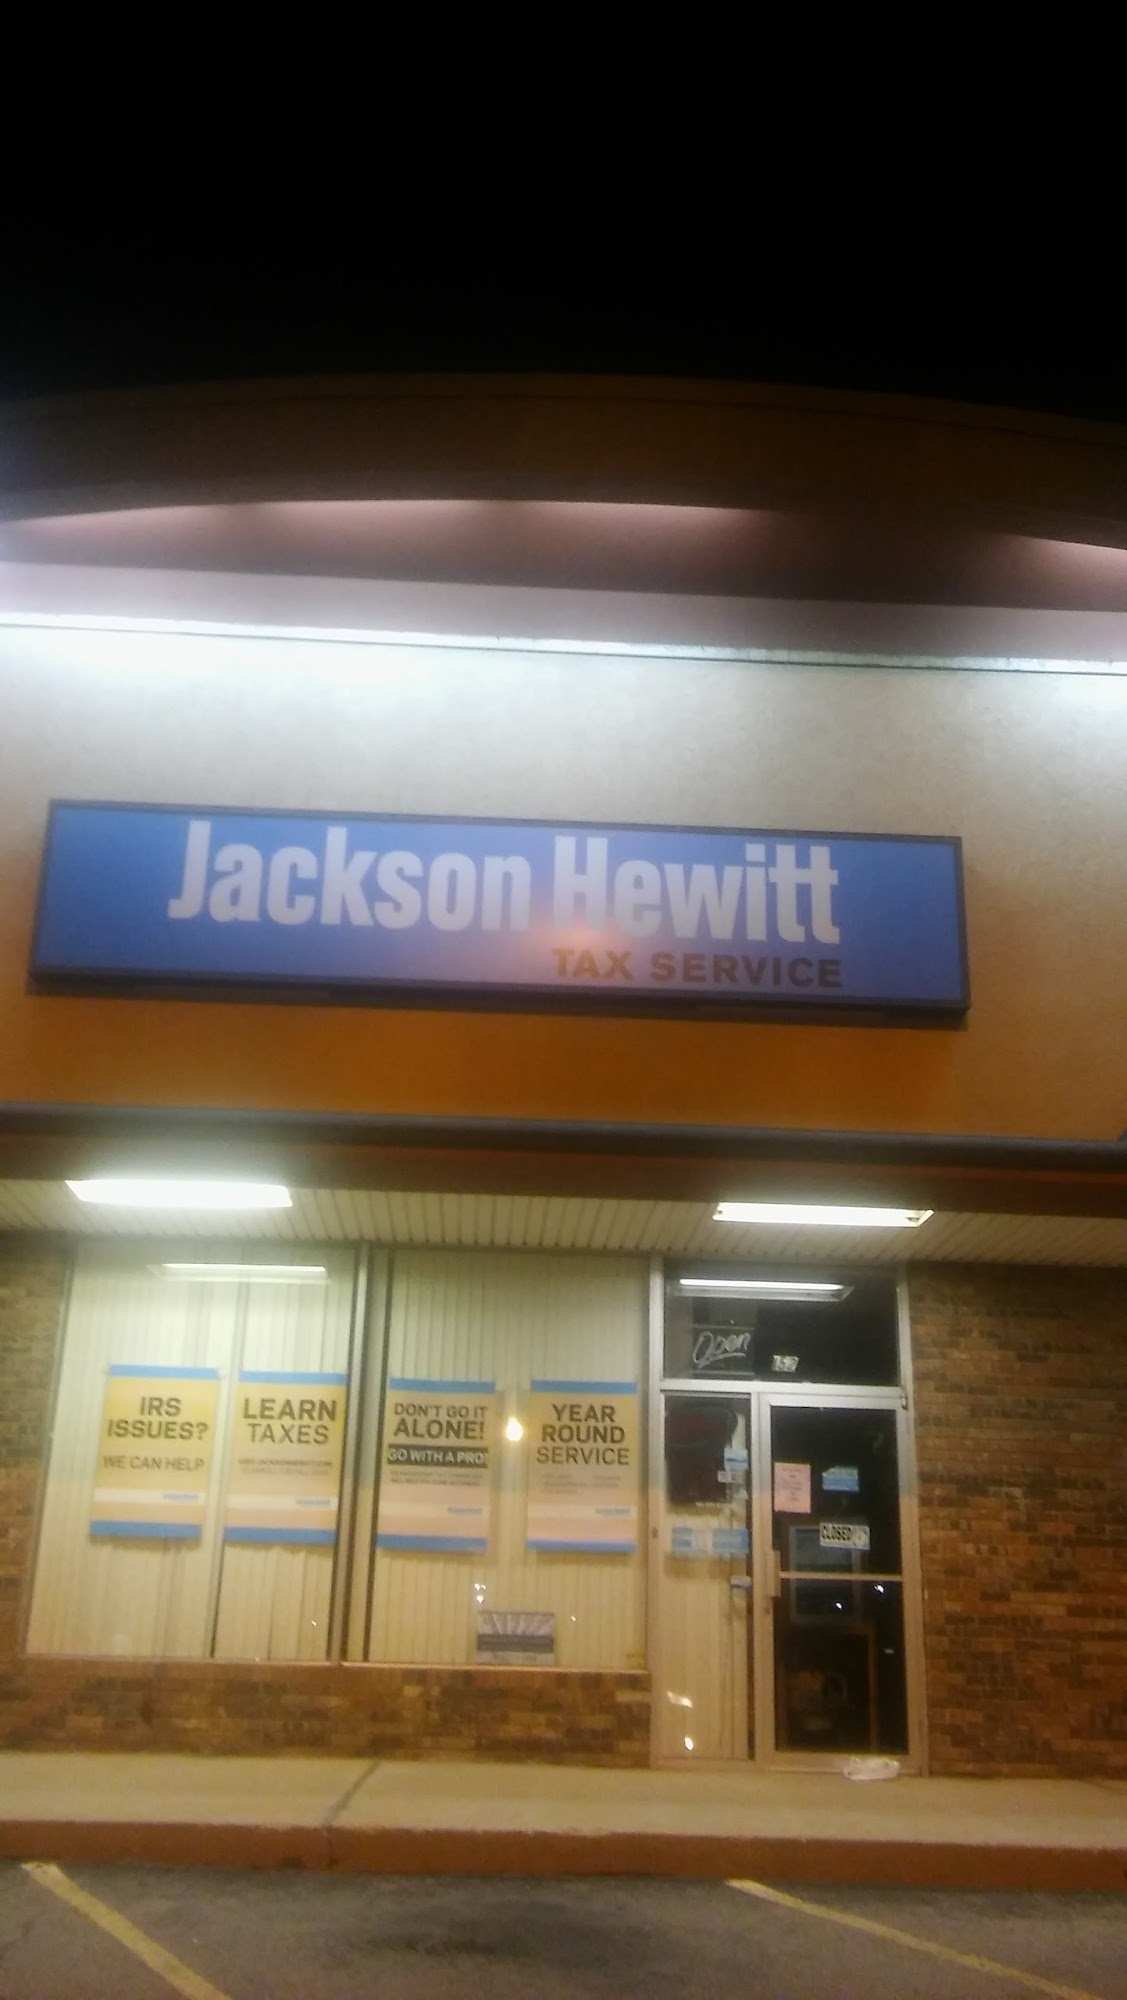 Jackson Hewitt
TAX SERVICE
Open
152
IRS
ISSUES?
WE CAN HELP
LEARN
TAXES
DON'T GO IT
ALONE!
GO WITH A PRO!
YEAR
ROUND
SERVICE
CLOSED